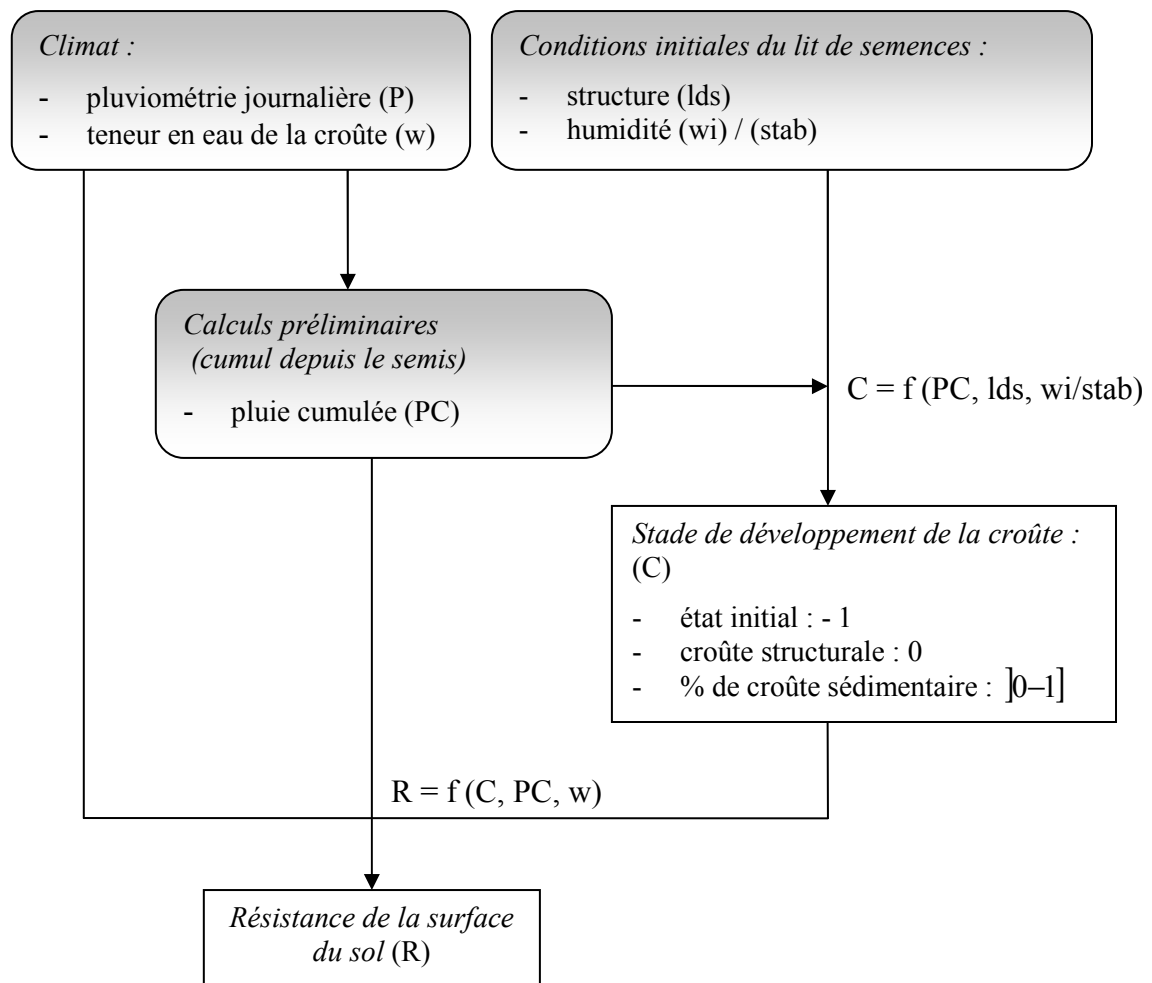 Climat :
- pluviométrie journalière (P)
- teneur en eau de la croûte (w)
Conditions initiales du lit de semences :
- structure (lds)
- humidité (wi) / (stab)
Calculs préliminaires
(cumul depuis le semis)
- pluie cumulée (PC)
C = f (PC, lds, wi/stab)
Stade de développement de la croûte :
(C)
- état initial : - 1
- croûte structurale : 0
- % de croûte sédimentaire : ]0–1]
R = f (C, PC, w)
Résistance de la surface
du sol (R)